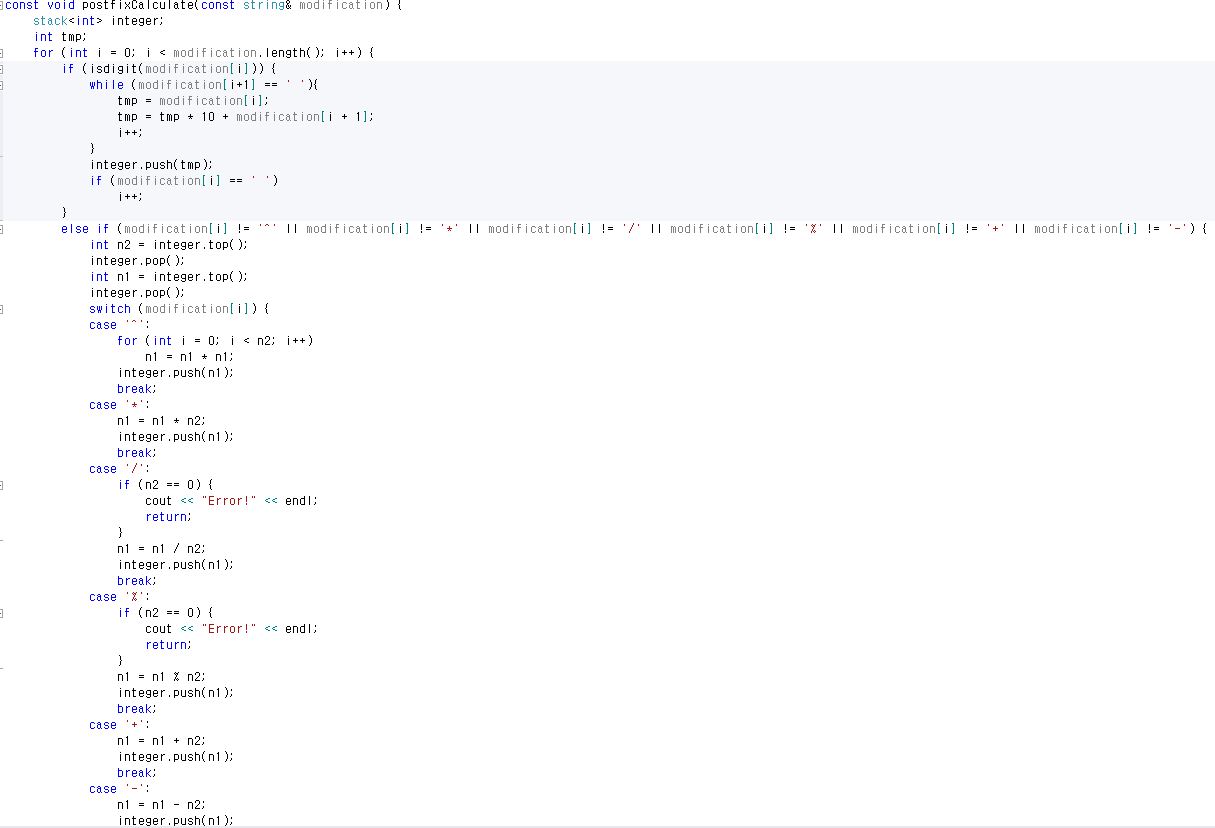 const void postfixCalculate(const string& modification) {
    stack<int> integer;
    int tmp;
    for (int i = 0; i < modification.length(); i++) {
        if (isdigit(modification[i])) {
            while (modification[i+1] == ' '){
                tmp = modification[i];
                tmp = tmp * 10 + modification[i + 1];
                i++;
            }
            integer.push(tmp);
            if (modification[i] == ' ')
                i++;
        }
        else if (modification[i] != '^' || modification[i] != '*' || modification[i] != '/' || modification[i] != '%' || modification[i] != '+' || modification[i] != '-') {
            int n2 = integer.top();
            integer.pop();
            int n1 = integer.top();
            integer.pop();
            switch (modification[i]) {
            case '^':
                for (int i = 0; i < n2; i++)
                    n1 = n1 * n1;
                integer.push(n1);
                break;
            case '*':
                n1 = n1 * n2;
                integer.push(n1);
                break;
            case '/':
                if (n2 == 0) {
                    cout << "Error!" << endl;
                    return;
                }
                n1 = n1 / n2;
                integer.push(n1);
                break;
            case '%':
                if (n2 == 0) {
                    cout << "Error!" << endl;
                    return;
                }
                n1 = n1 % n2;
                integer.push(n1);
                break;
            case '+':
                n1 = n1 + n2;
                integer.push(n1);
                break;
            case '-':
                n1 = n1 - n2;
                integer.push(n1);